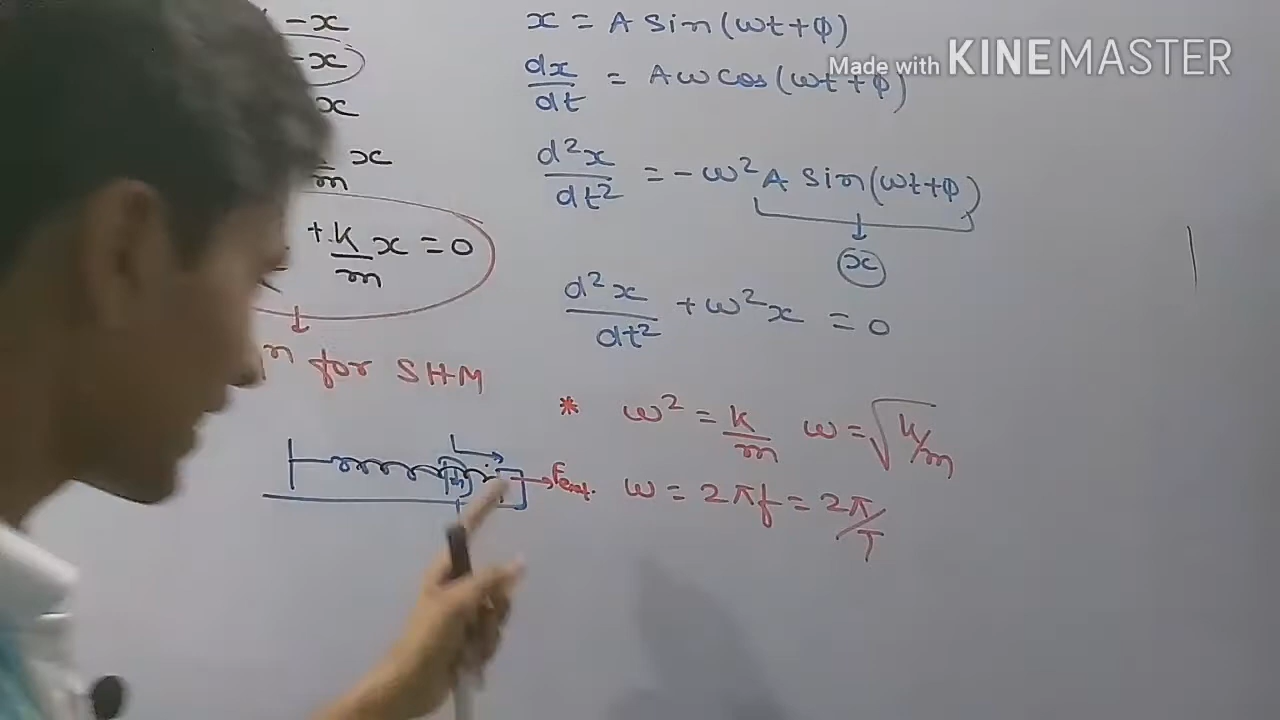 -x
-x
x
x = A sin(ωt+φ)
Made with KINEMASTER
dx/dt = Aω cos(ωt+φ)
x/m
d²x/dt² = -ω² A sin(ωt+φ)
x
+ k/m x = 0
d²x/dt² + ω²x = 0
n for SHM
* ω² = k/m ω = √k/m
m
Fext. ω = 2πf = 2π/T